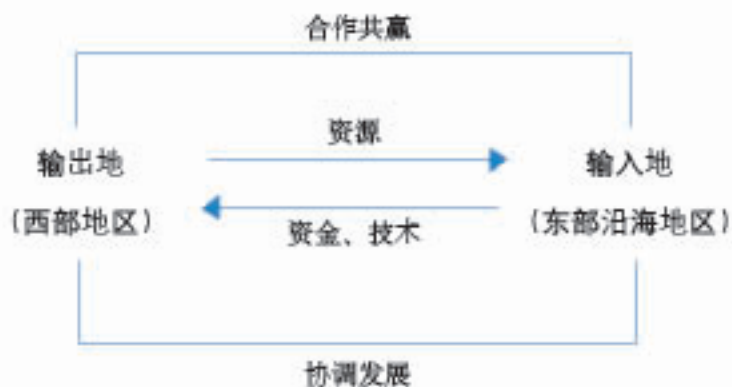 合作共赢
资源
输出地
输入地
(西部地区)
(东部沿海地区)
资金、技术
协调发展